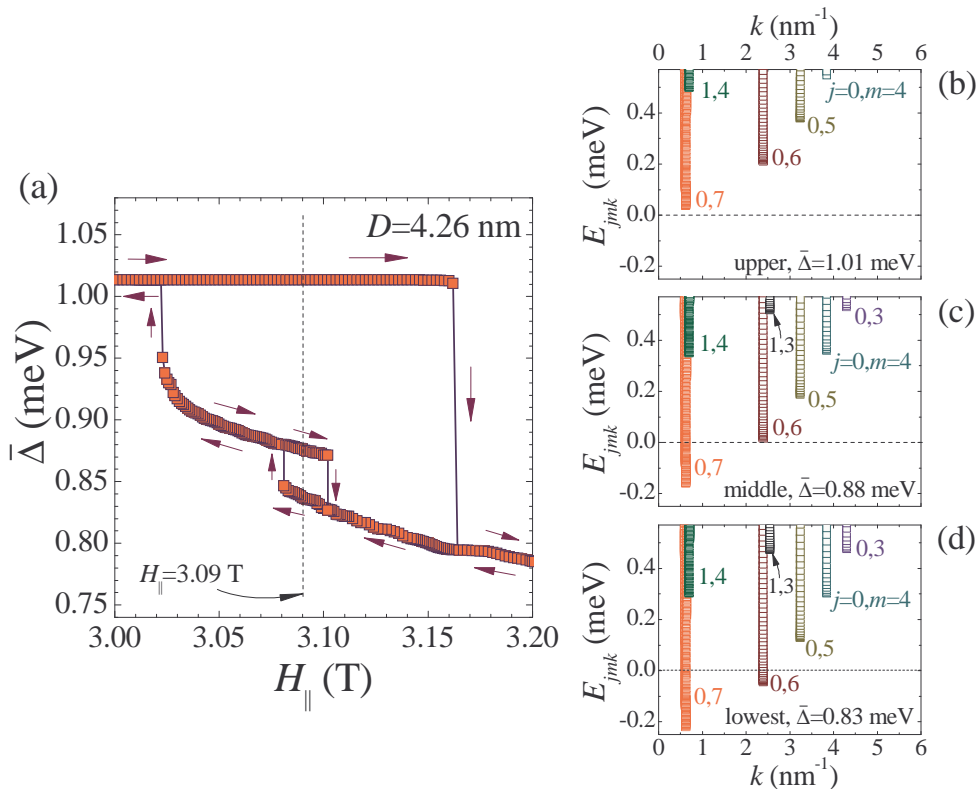 (a)
D=4.26 nm
1.05
1.00
0.95
0.90
0.85
0.80
0.75
Δ̄ (meV)
H∥=3.09 T
3.00 3.05 3.10 3.15 3.20
H∥ (T)
k (nm⁻¹)
0 1 2 3 4 5 6
(b)
0.4
0.2
0.0
-0.2
E_jmk (meV)
1,4
0,7
0,6
0,5
j=0,m=4
upper, Δ̄=1.01 meV
(c)
0.4
0.2
0.0
-0.2
E_jmk (meV)
1,4
0,7
0,6
1,3
0,5
j=0,m=4
0,3
middle, Δ̄=0.88 meV
(d)
0.4
0.2
0.0
-0.2
E_jmk (meV)
1,4
0,7
0,6
1,3
0,5
j=0,m=4
0,3
lowest, Δ̄=0.83 meV
0 1 2 3 4 5 6
k (nm⁻¹)